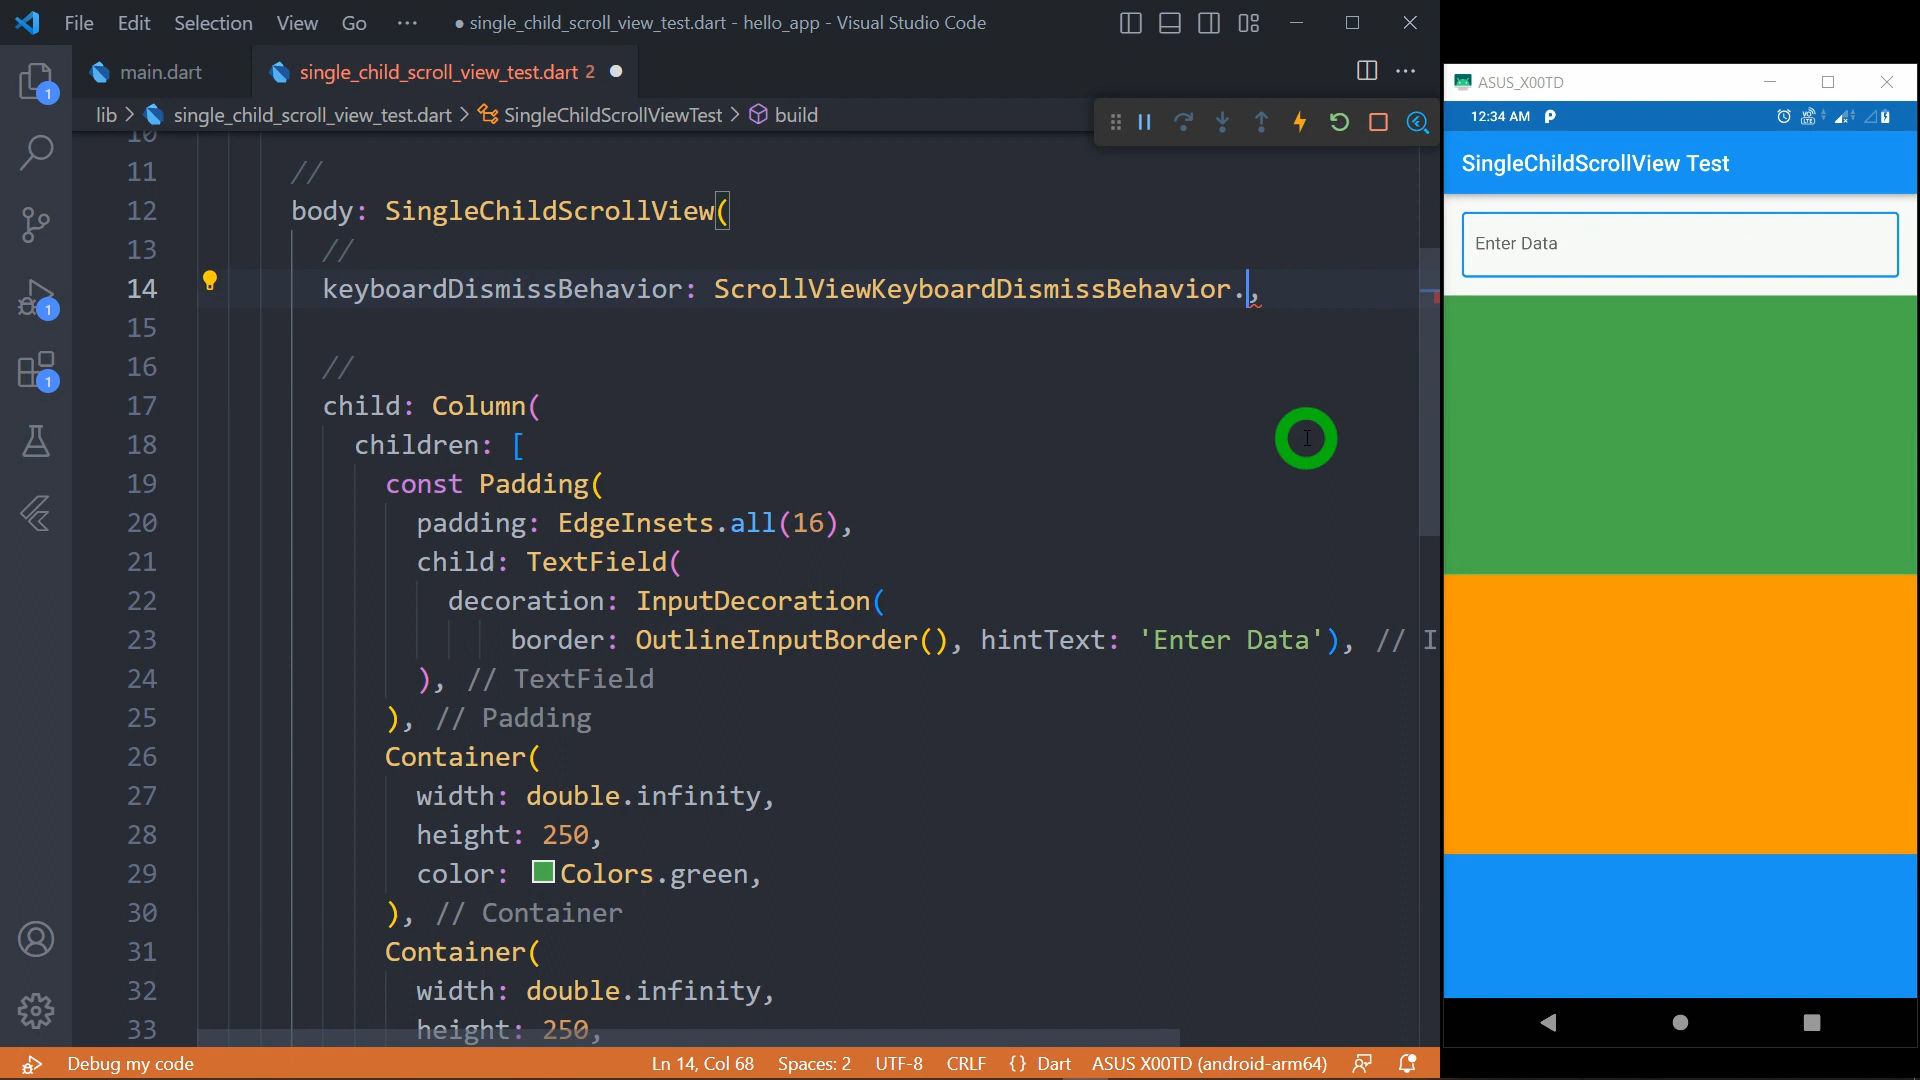 File Edit Selection View Go ··· ● single_child_scroll_view_test.dart - hello_app - Visual Studio Code
main.dart single_child_scroll_view_test.dart 2
lib > single_child_scroll_view_test.dart > SingleChildScrollViewTest > build
10
11 //
12 body: SingleChildScrollView(
13 //
14 keyboardDismissBehavior: ScrollViewKeyboardDismissBehavior.,
15
16 //
17 child: Column(
18 children: [
19 const Padding(
20 padding: EdgeInsets.all(16),
21 child: TextField(
22 decoration: InputDecoration(
23 border: OutlineInputBorder(), hintText: 'Enter Data'), // I
24 ), // TextField
25 ), // Padding
26 Container(
27 width: double.infinity,
28 height: 250,
29 color: Colors.green,
30 ), // Container
31 Container(
32 width: double.infinity,
33 height: 250,
1
1
1
Debug my code Ln 14, Col 68 Spaces: 2 UTF-8 CRLF {} Dart ASUS X00TD (android-arm64)
ASUS_X00TD
12:34 AM
SingleChildScrollView Test
Enter Data